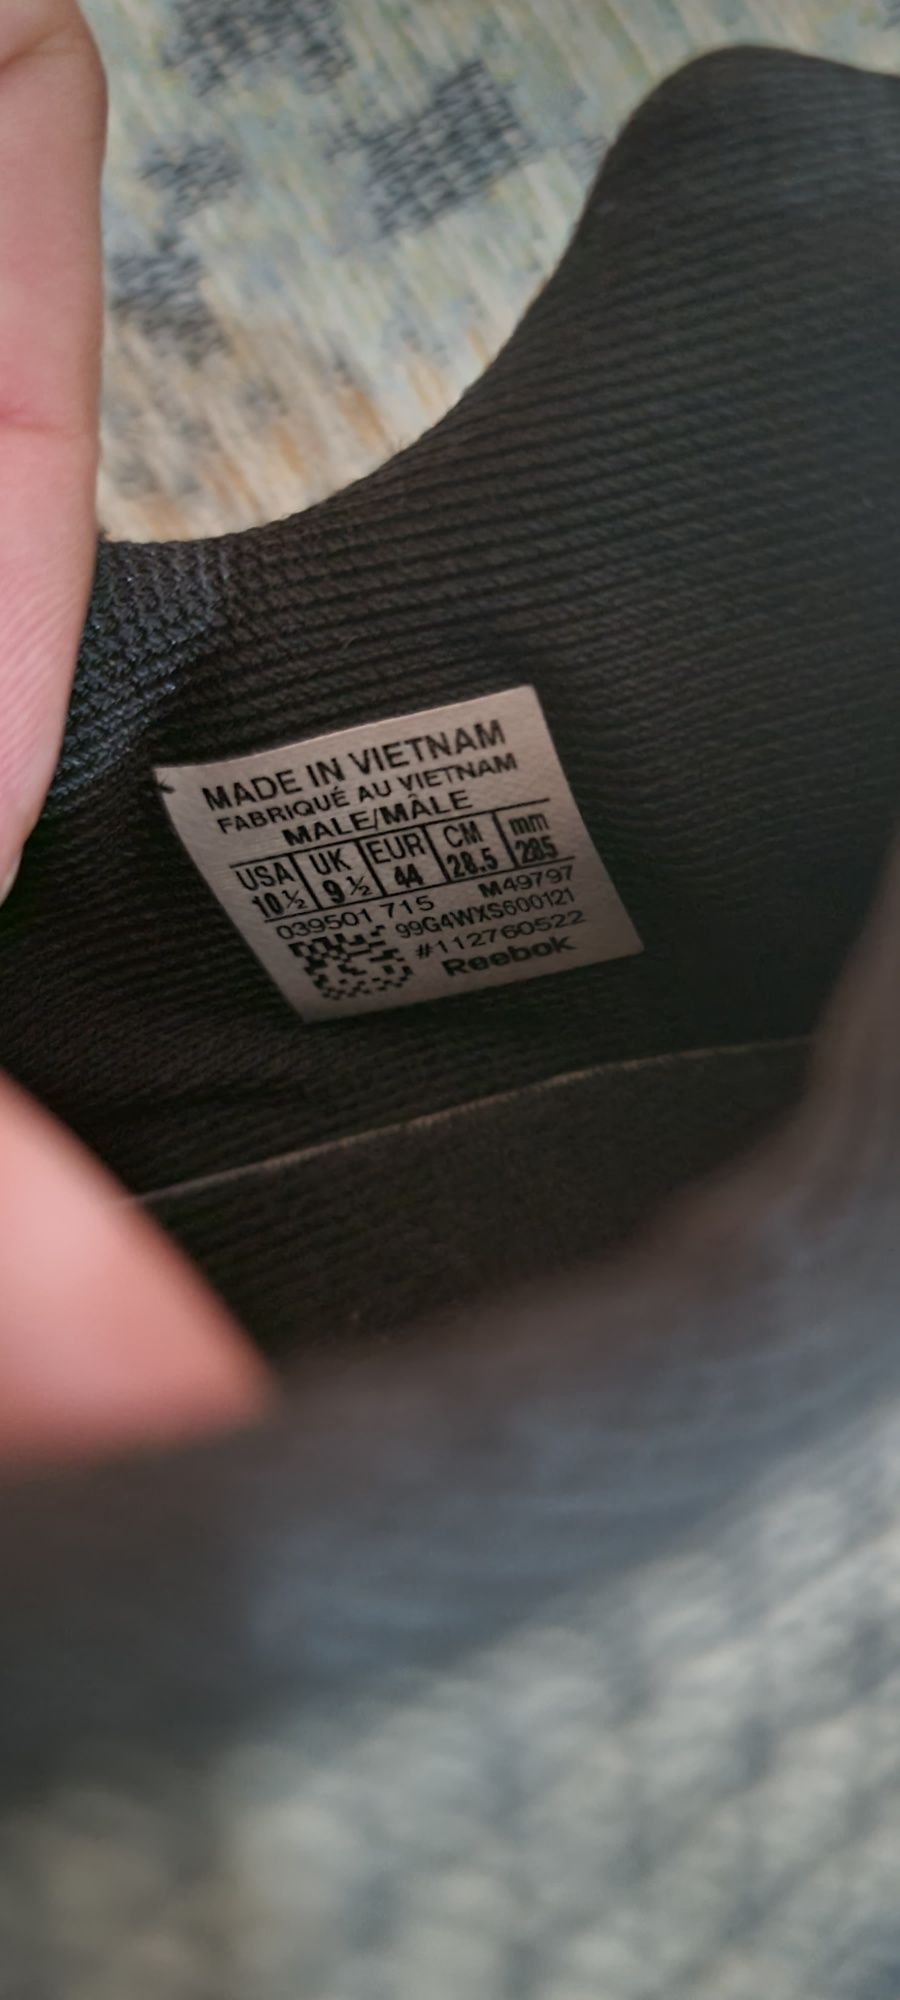 MADE IN VIETNAM
FABRIQUÉ AU VIETNAM
MALE/MÂLE
USA UK EUR CM mm
10½ 9½ 44 28.5 285
039501 715 M49797
99G4WXS600121
#112760522
Reebok